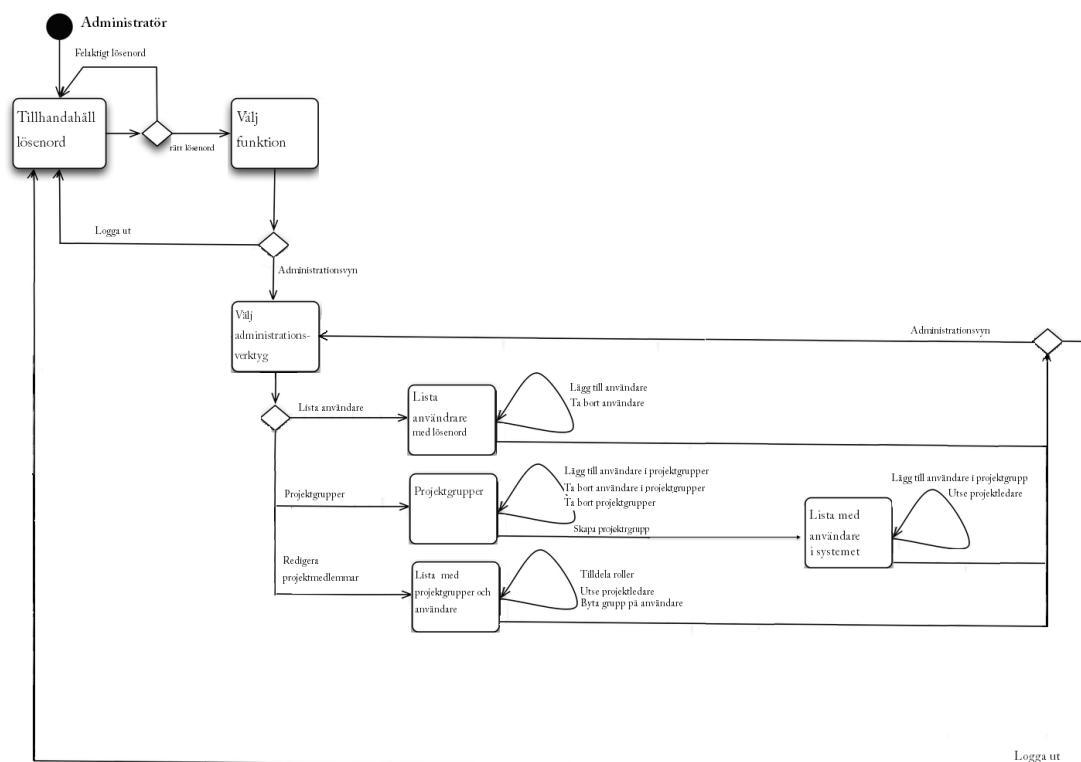 Administratör
Felaktigt lösenord
Tillhandahåll
lösenord
rätt lösenord
Välj
funktion
Logga ut
Administrationsvyn
Välj
administrations-
verktyg
Administrationsvyn
Lista användare
Lista
användrare
med lösenord
Lägg till användare
Ta bort användare
Projektgrupper
Projektgrupper
Lägg till användare i projektgrupper
Ta bort användare i projektgrupper
Ta bort projektgrupper
Skapa projektrgrupp
Lista med
användare
i systemet
Lägg till användare i projektgrupp
Utse projektledare
Redigera
projektmedlemmar
Lista med
projektgrupper och
användare
Tilldela roller
Utse projektledare
Byta grupp på användare
Logga ut